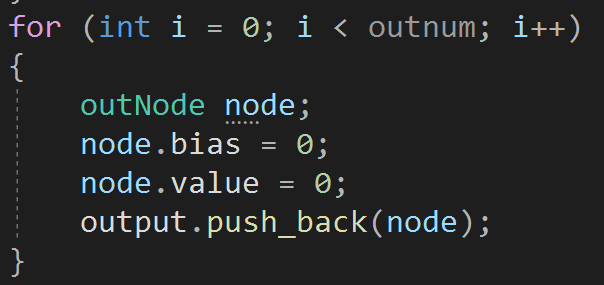 for (int i = 0; i < outnum; i++)
{
    outNode node;
    node.bias = 0;
    node.value = 0;
    output.push_back(node);
}